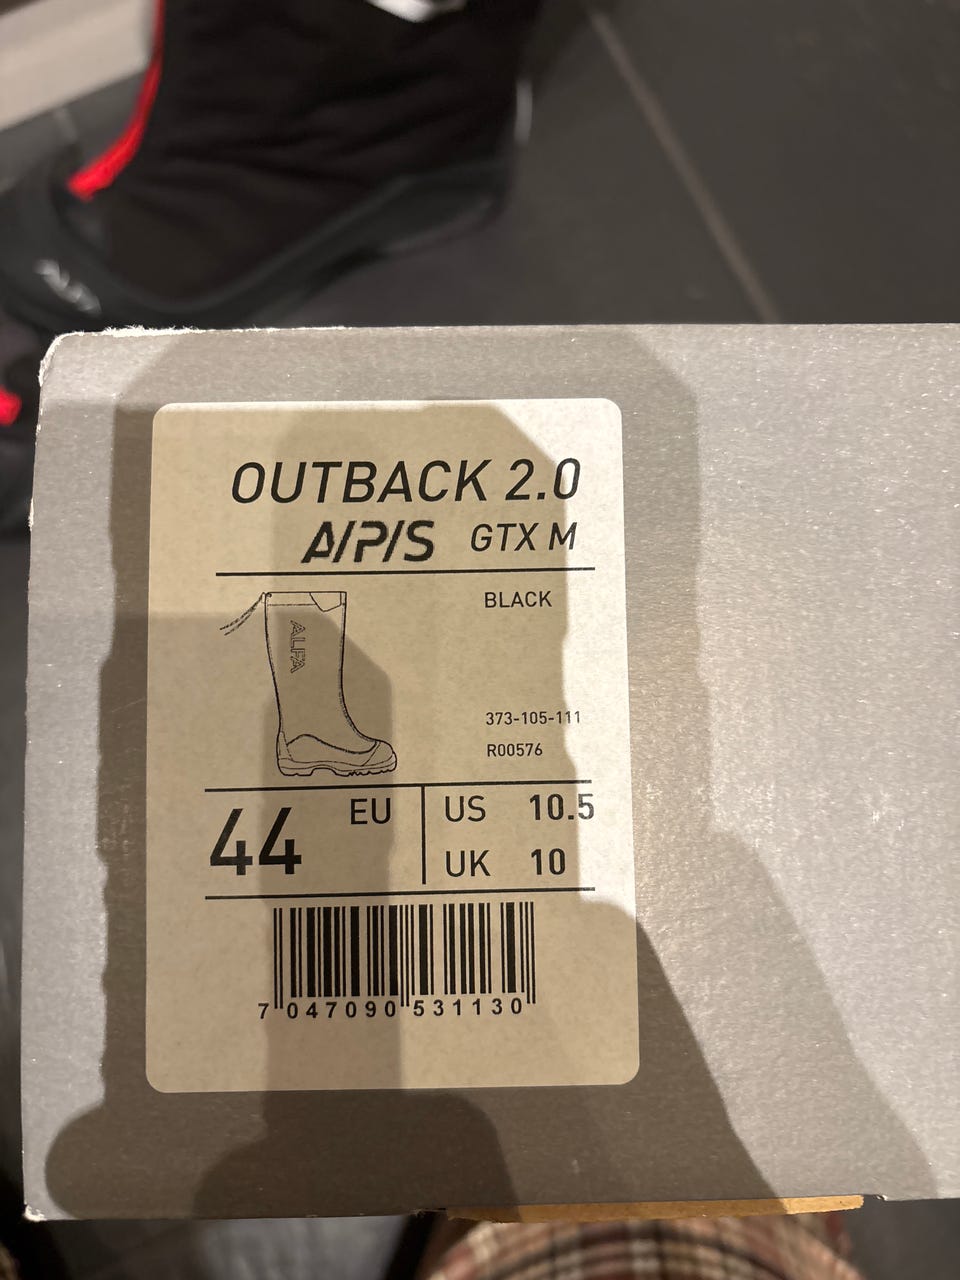 OUTBACK 2.0
A/P/S GTX M
BLACK
ALFA
373-105-111
R00576
44 EU
US 10.5
UK 10
7 047090 531130